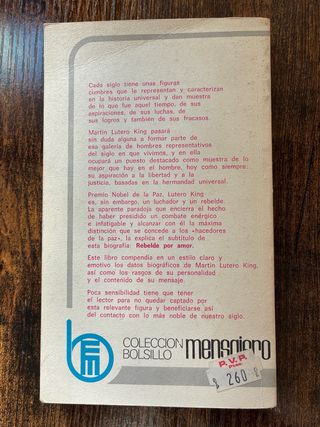 Cada siglo tiene unas figuras
cumbres que le representan y caracterizan
en la historia universal y dan muestra
de lo que fue aquel tiempo, de sus
aspiraciones, de sus luchas, de
sus logros y también de sus fracasos.
Martin Lutero King pasará
sin duda alguna a formar parte de
esa galería de hombres representativos
del siglo en que vivimos, y en ella
ocupará un puesto destacado como muestra de lo
mejor que hay en el hombre, hoy como siempre:
su aspiración a la libertad y a la
justicia, basadas en la hermandad universal.
Premio Nobel de la Paz, Lutero King
es, sin embargo, un luchador y un rebelde.
La aparente paradoja que encierra el hecho
de haber presidido un combate enérgico
e infatigable y alcanzar con él la máxima
distinción que se concede a los «hacedores
de la paz», la explica el subtítulo de
esta biografía: Rebelde por amor.
Este libro compendia en un estilo claro y
emotivo los datos biográficos de Martin Lutero King,
así como los rasgos de su personalidad
y el contenido de su mensaje.
Poca sensibilidad tiene que tener
el lector para no quedar captado por
esta relevante figura y beneficiarse así
del contacto con lo más noble de nuestro siglo.
COLECCION
BOLSILLO mensajero
P.V.P.
Ptas.
260